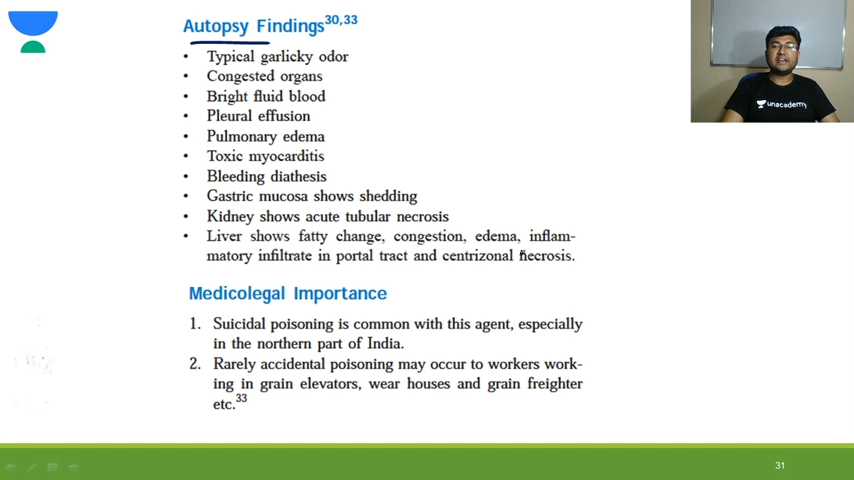 Autopsy Findings30,33
• Typical garlicky odor
• Congested organs
• Bright fluid blood
• Pleural effusion
• Pulmonary edema
• Toxic myocarditis
• Bleeding diathesis
• Gastric mucosa shows shedding
• Kidney shows acute tubular necrosis
• Liver shows fatty change, congestion, edema, inflam-
matory infiltrate in portal tract and centrizonal necrosis.
Medicolegal Importance
1. Suicidal poisoning is common with this agent, especially
in the northern part of India.
2. Rarely accidental poisoning may occur to workers work-
ing in grain elevators, wear houses and grain freighter
etc.33
unacademy
31